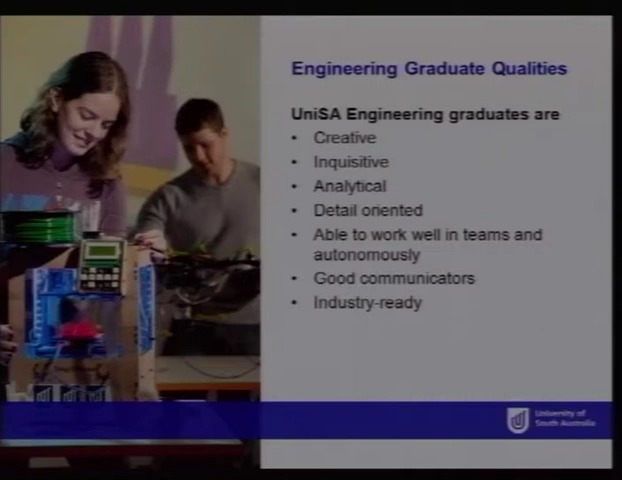 Engineering Graduate Qualities
UniSA Engineering graduates are
• Creative
• Inquisitive
• Analytical
• Detail oriented
• Able to work well in teams and
autonomously
• Good communicators
• Industry-ready
University of
South Australia